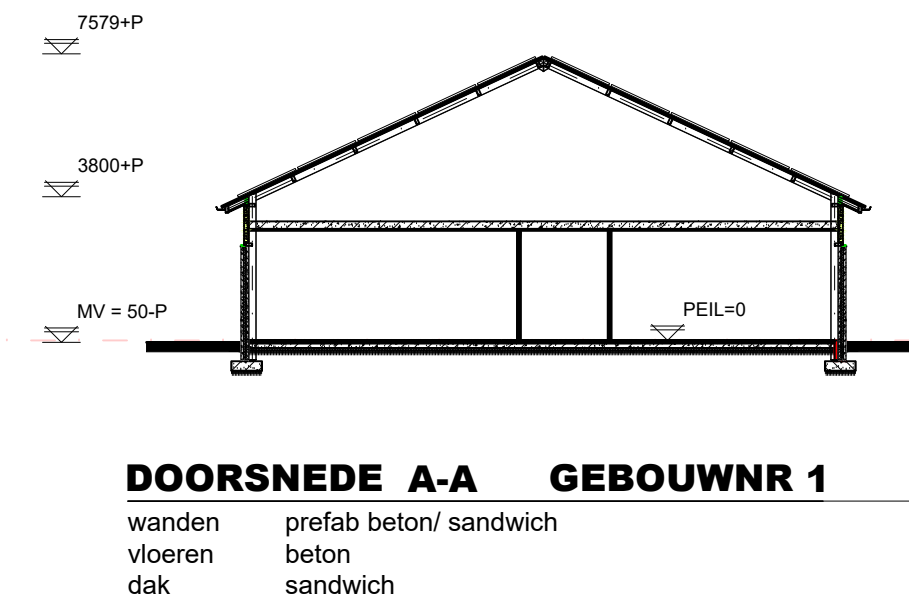 7579+P
3800+P
MV = 50-P
PEIL=0
DOORSNEDE A-A GEBOUWNR 1
wanden prefab beton/ sandwich
vloeren beton
dak sandwich